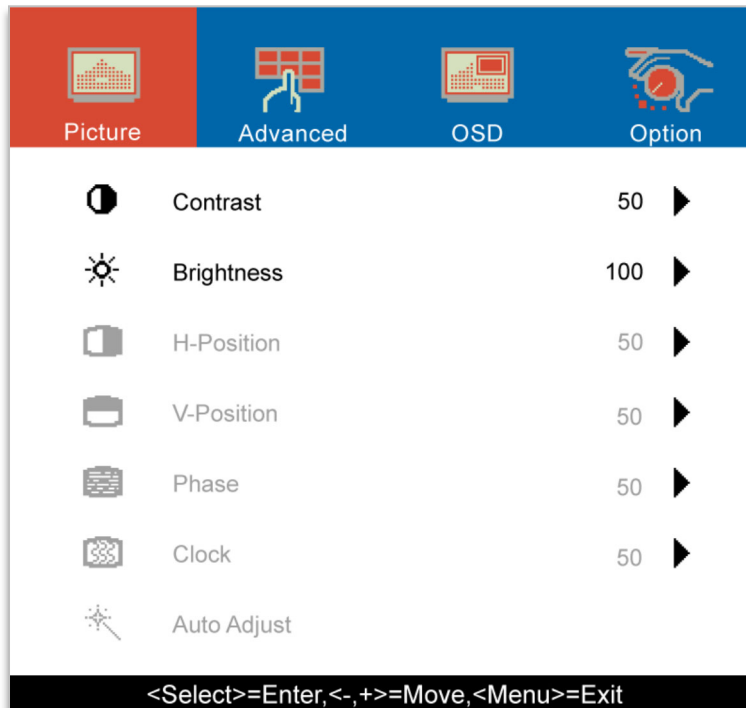 Picture Advanced OSD Option
Contrast 50
Brightness 100
H-Position 50
V-Position 50
Phase 50
Clock 50
Auto Adjust
<Select>=Enter,<-,+>=Move,<Menu>=Exit